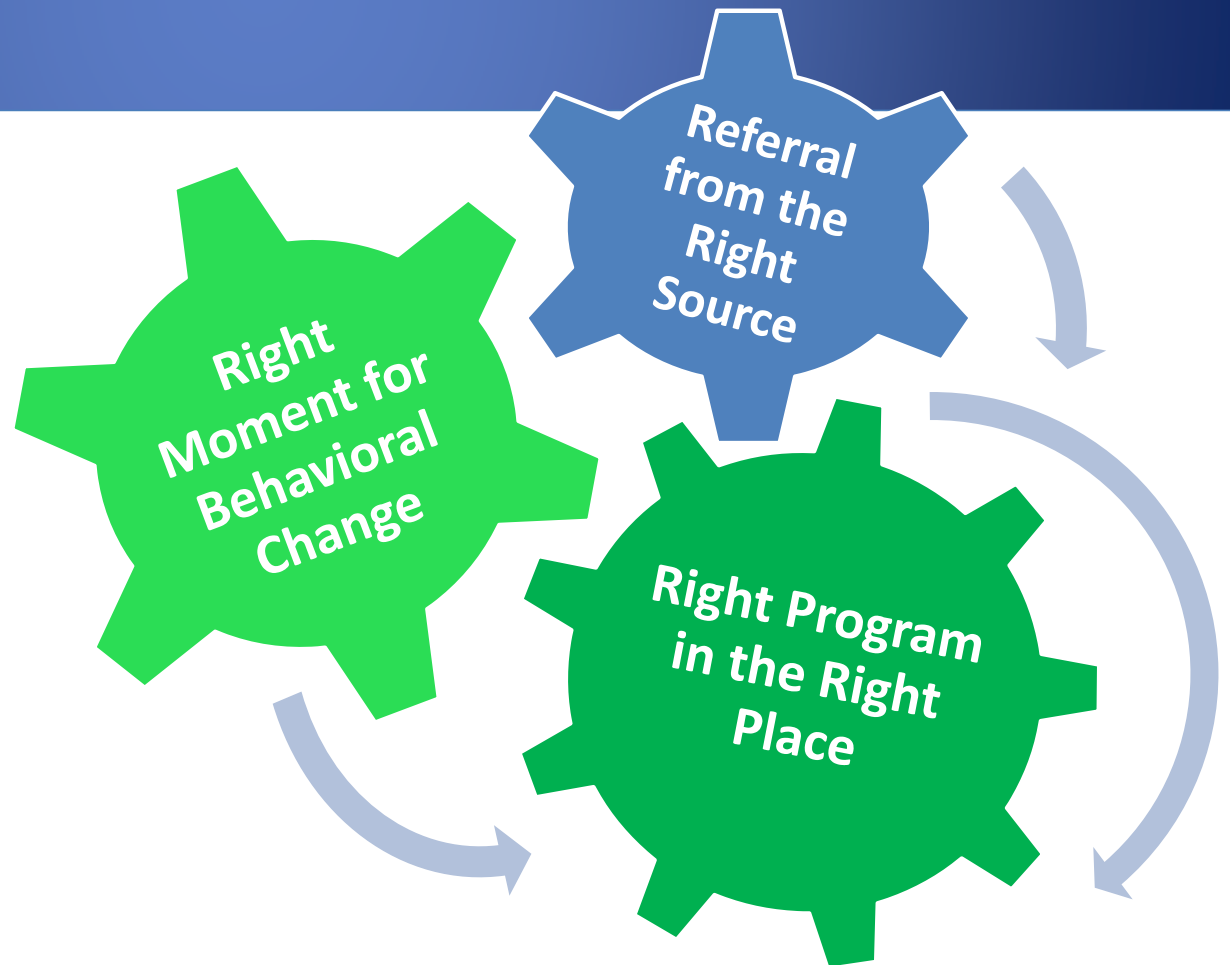 Referral
from the
Right
Source
Right
Moment for
Behavioral
Change
Right Program
in the Right
Place